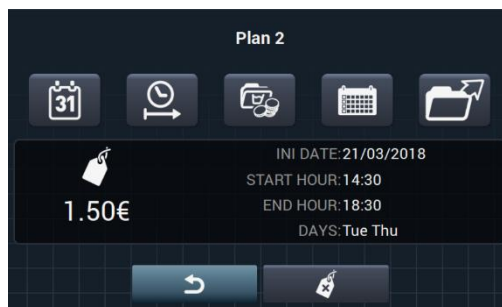 Plan 2
31
INI DATE:21/03/2018
START HOUR:14:30
1.50€
END HOUR:18:30
DAYS:Tue Thu